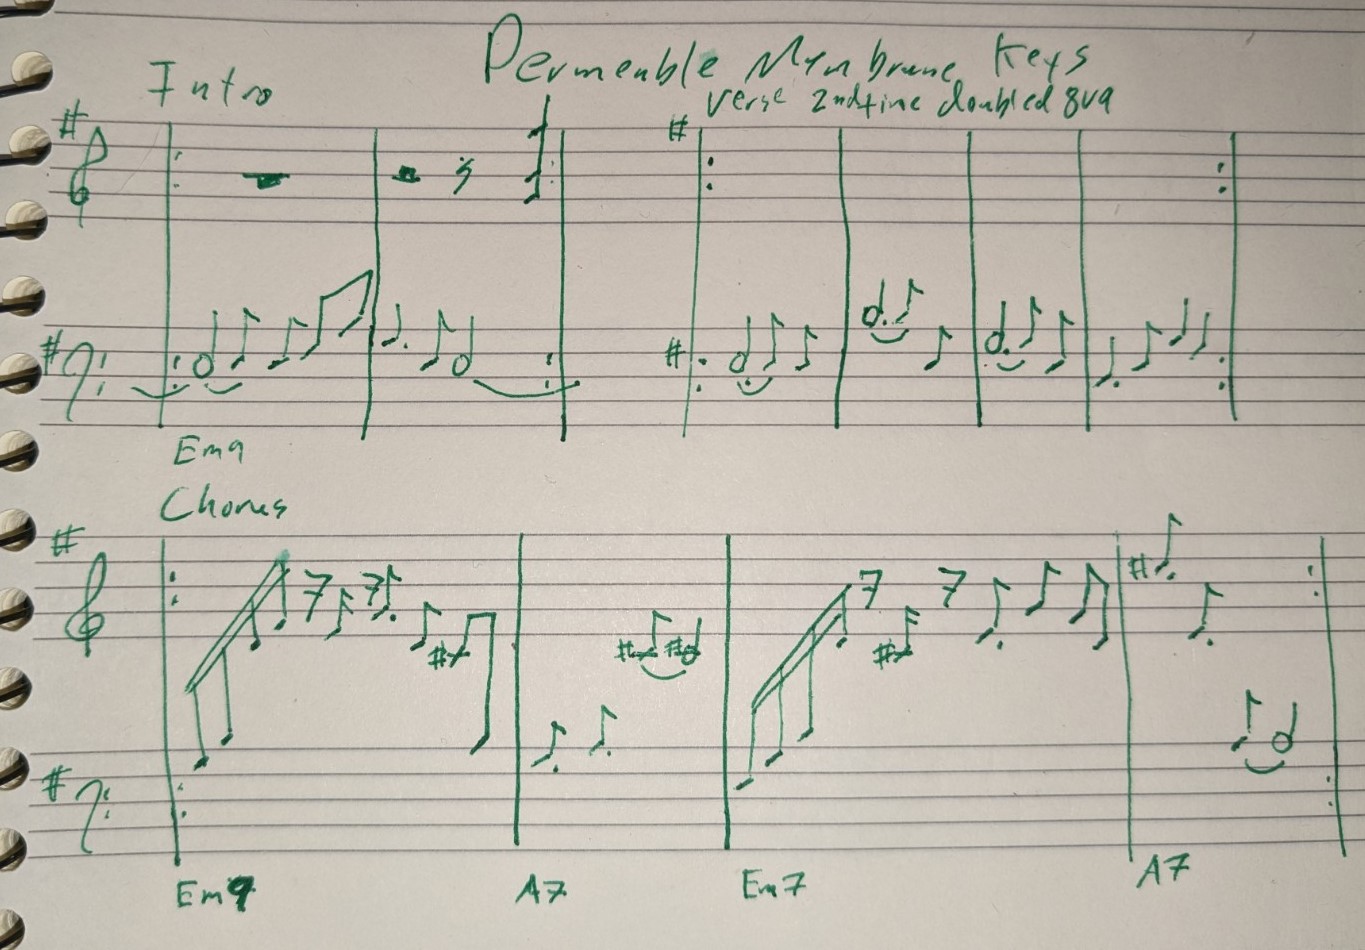 Permeable Membrane Keys
Intro
verse 2nd time doubled 8va
Em9
Chorus
Em9 A7 Em7 A7